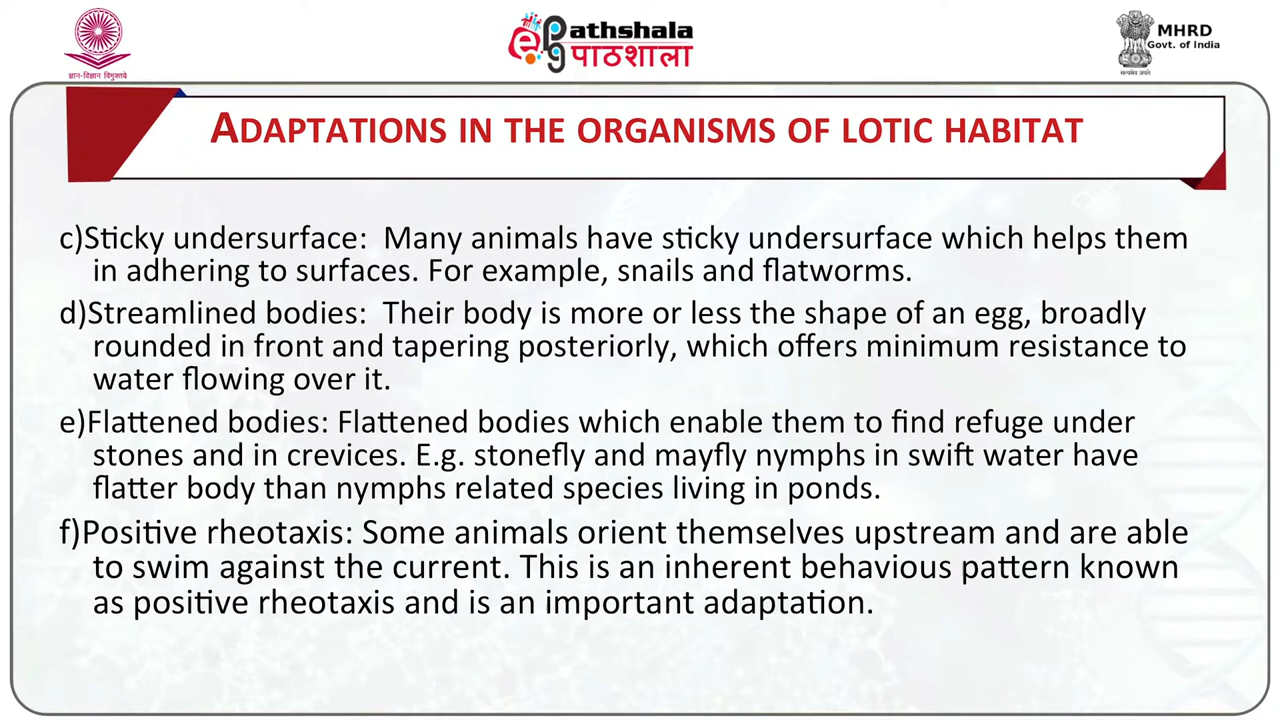 ज्ञान-विज्ञान विमुक्तये
ePathshala
पाठशाला
MHRD
Govt. of India
सत्यमेव जयते
ADAPTATIONS IN THE ORGANISMS OF LOTIC HABITAT
c)Sticky undersurface: Many animals have sticky undersurface which helps them
in adhering to surfaces. For example, snails and flatworms.
d)Streamlined bodies: Their body is more or less the shape of an egg, broadly
rounded in front and tapering posteriorly, which offers minimum resistance to
water flowing over it.
e)Flattened bodies: Flattened bodies which enable them to find refuge under
stones and in crevices. E.g. stonefly and mayfly nymphs in swift water have
flatter body than nymphs related species living in ponds.
f)Positive rheotaxis: Some animals orient themselves upstream and are able
to swim against the current. This is an inherent behavious pattern known
as positive rheotaxis and is an important adaptation.